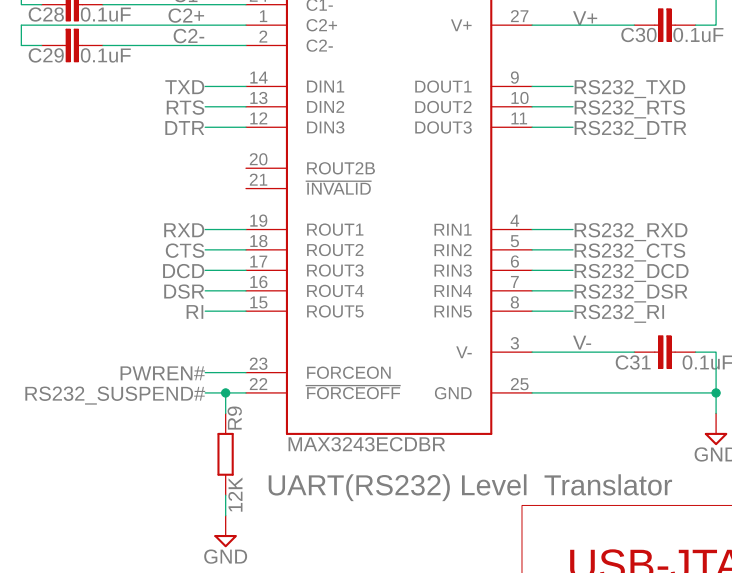 C28 0.1uF
C2+ 1 C2+
C2- 2 C2-
C29 0.1uF
C1-
V+ 27 V+
C30 0.1uF
TXD 14 DIN1 DOUT1 9 RS232_TXD
RTS 13 DIN2 DOUT2 10 RS232_RTS
DTR 12 DIN3 DOUT3 11 RS232_DTR
20 ROUT2B
21 INVALID
RXD 19 ROUT1 RIN1 4 RS232_RXD
CTS 18 ROUT2 RIN2 5 RS232_CTS
DCD 17 ROUT3 RIN3 6 RS232_DCD
DSR 16 ROUT4 RIN4 7 RS232_DSR
RI 15 ROUT5 RIN5 8 RS232_RI
V- 3 V-
C31 0.1uF
PWREN# 23 FORCEON
RS232_SUSPEND# 22 FORCEOFF GND 25
R9
12K
GND
MAX3243ECDBR
GND
UART(RS232) Level Translator
USB-JTA